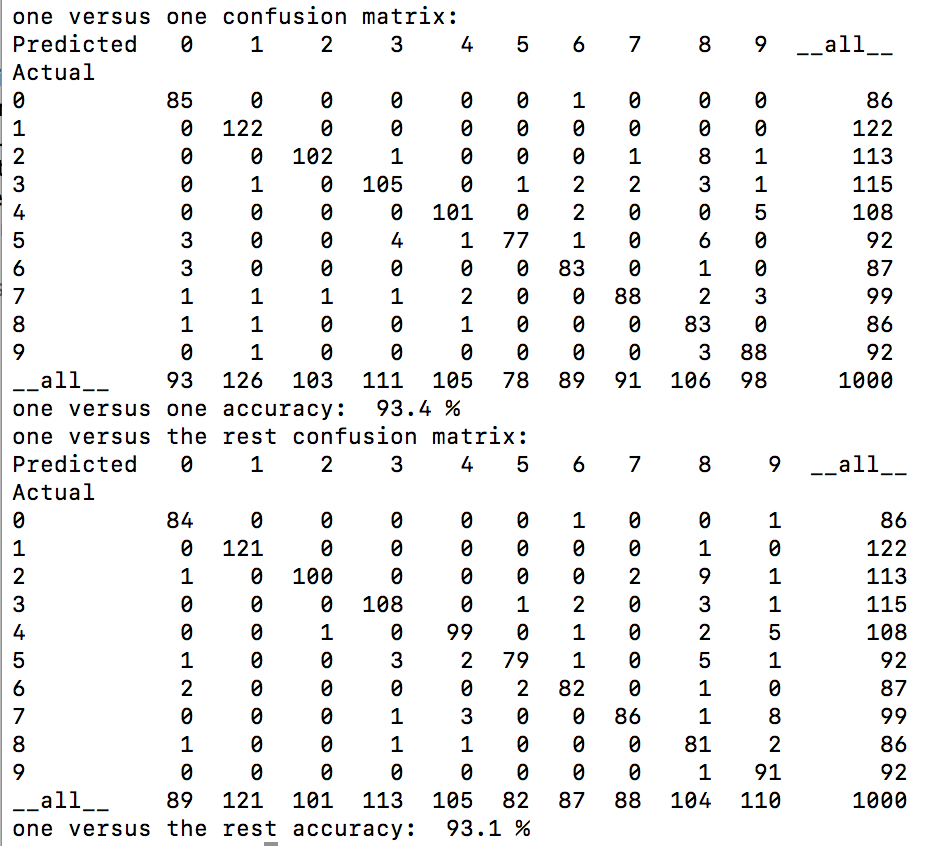 one versus one confusion matrix:
Predicted   0    1    2    3    4   5   6   7    8   9  __all__
Actual
0          85    0    0    0    0   0   1   0    0   0       86
1           0  122    0    0    0   0   0   0    0   0      122
2           0    0  102    1    0   0   0   1    8   1      113
3           0    1    0  105    0   1   2   2    3   1      115
4           0    0    0    0  101   0   2   0    0   5      108
5           3    0    0    4    1  77   1   0    6   0       92
6           3    0    0    0    0   0  83   0    1   0       87
7           1    1    1    1    2   0   0  88    2   3       99
8           1    1    0    0    1   0   0   0   83   0       86
9           0    1    0    0    0   0   0   0    3  88       92
__all__    93  126  103  111  105  78  89  91  106  98     1000
one versus one accuracy:  93.4 %
one versus the rest confusion matrix:
Predicted   0    1    2    3    4   5   6   7    8    9  __all__
Actual
0          84    0    0    0    0   0   1   0    0    1       86
1           0  121    0    0    0   0   0   0    1    0      122
2           1    0  100    0    0   0   0   2    9    1      113
3           0    0    0  108    0   1   2   0    3    1      115
4           0    0    1    0   99   0   1   0    2    5      108
5           1    0    0    3    2  79   1   0    5    1       92
6           2    0    0    0    0   2  82   0    1    0       87
7           0    0    0    1    3   0   0  86    1    8       99
8           1    0    0    1    1   0   0   0   81    2       86
9           0    0    0    0    0   0   0   0    1   91       92
__all__    89  121  101  113  105  82  87  88  104  110     1000
one versus the rest accuracy:  93.1 %